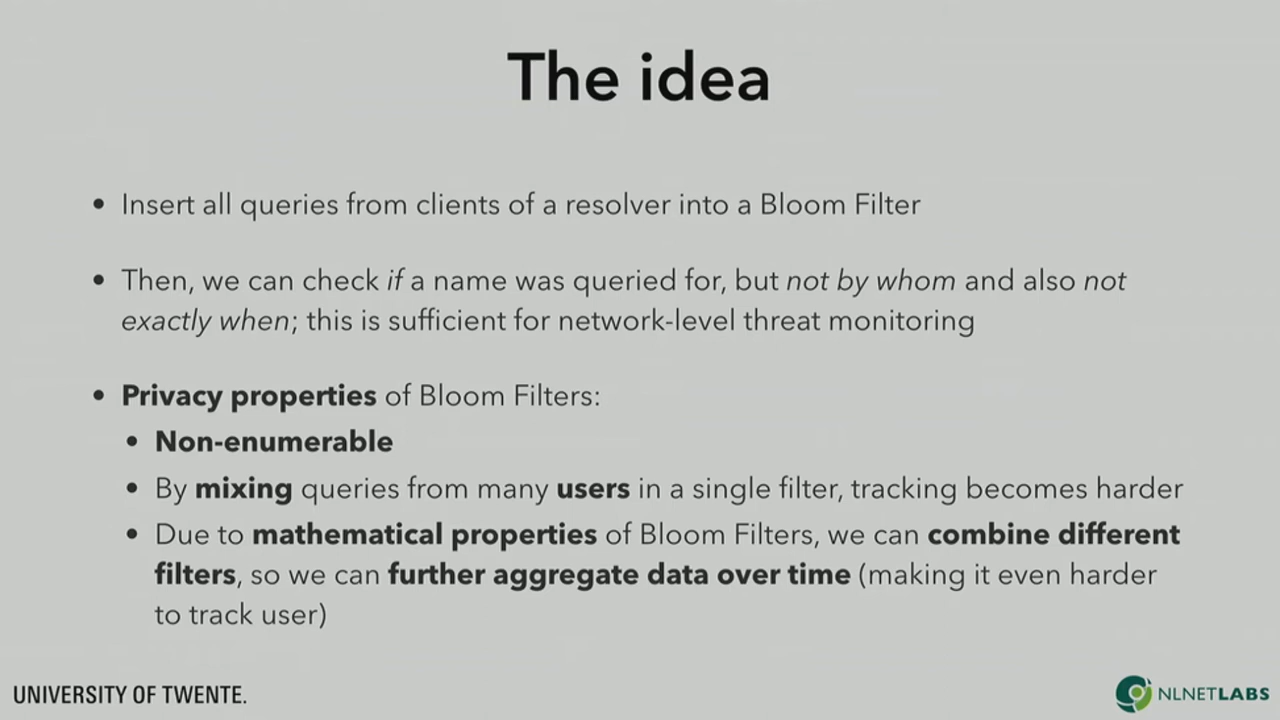 The idea
• Insert all queries from clients of a resolver into a Bloom Filter
• Then, we can check if a name was queried for, but not by whom and also not
exactly when; this is sufficient for network-level threat monitoring
• Privacy properties of Bloom Filters:
• Non-enumerable
• By mixing queries from many users in a single filter, tracking becomes harder
• Due to mathematical properties of Bloom Filters, we can combine different
filters, so we can further aggregate data over time (making it even harder
to track user)
UNIVERSITY OF TWENTE.
NLNETLABS